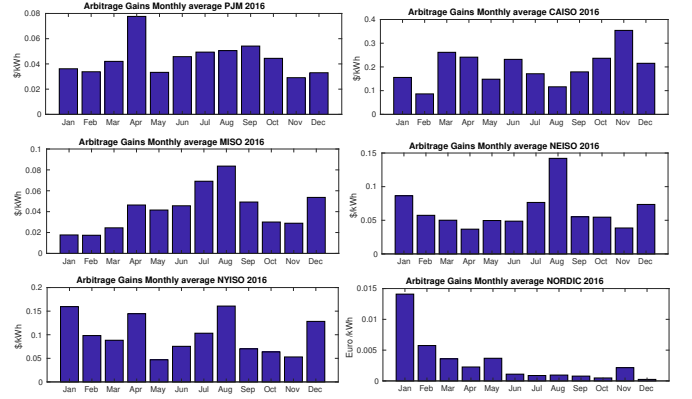 Arbitrage Gains Monthly average PJM 2016
0.08
0.06
0.04
0.02
0
$/kWh
Jan Feb Mar Apr May Jun Jul Aug Sep Oct Nov Dec
Arbitrage Gains Monthly average CAISO 2016
0.4
0.3
0.2
0.1
0
$/kWh
Jan Feb Mar Apr May Jun Jul Aug Sep Oct Nov Dec
Arbitrage Gains Monthly average MISO 2016
0.1
0.08
0.06
0.04
0.02
0
$/kWh
Jan Feb Mar Apr May Jun Jul Aug Sep Oct Nov Dec
Arbitrage Gains Monthly average NEISO 2016
0.15
0.1
0.05
0
$/kWh
Jan Feb Mar Apr May Jun Jul Aug Sep Oct Nov Dec
Arbitrage Gains Monthly average NYISO 2016
0.2
0.15
0.1
0.05
0
$/kWh
Jan Feb Mar Apr May Jun Jul Aug Sep Oct Nov Dec
Arbitrage Gains Monthly average NORDIC 2016
0.015
0.01
0.005
0
Euro./kWh
Jan Feb Mar Apr May Jun Jul Aug Sep Oct Nov Dec